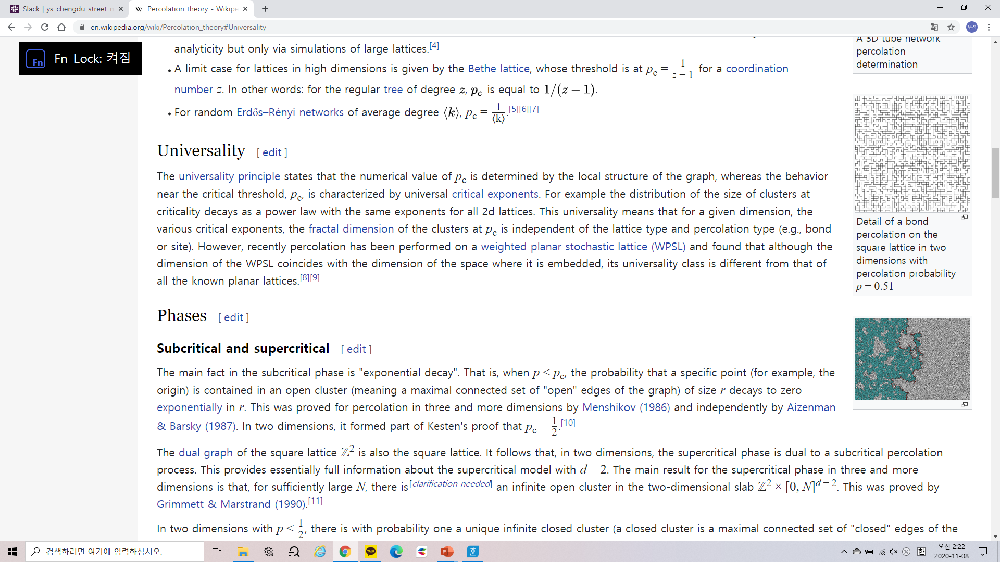 Slack | ys_chengdu_street_n
Percolation theory - Wikipe
en.wikipedia.org/wiki/Percolation_theory#Universality
우석
Fn Fn Lock: 켜짐
analyticity but only via simulations of large lattices.[4]
• A limit case for lattices in high dimensions is given by the Bethe lattice, whose threshold is at p_c = 1/(z − 1) for a coordination
number z. In other words: for the regular tree of degree z, p_c is equal to 1/(z − 1).
• For random Erdős–Rényi networks of average degree ⟨k⟩, p_c = 1/⟨k⟩.[5][6][7]
Universality [ edit ]
The universality principle states that the numerical value of p_c is determined by the local structure of the graph, whereas the behavior
near the critical threshold, p_c, is characterized by universal critical exponents. For example the distribution of the size of clusters at
criticality decays as a power law with the same exponents for all 2d lattices. This universality means that for a given dimension, the
various critical exponents, the fractal dimension of the clusters at p_c is independent of the lattice type and percolation type (e.g., bond
or site). However, recently percolation has been performed on a weighted planar stochastic lattice (WPSL) and found that although the
dimension of the WPSL coincides with the dimension of the space where it is embedded, its universality class is different from that of
all the known planar lattices.[8][9]
Phases [ edit ]
Subcritical and supercritical [ edit ]
The main fact in the subcritical phase is "exponential decay". That is, when p < p_c, the probability that a specific point (for example, the
origin) is contained in an open cluster (meaning a maximal connected set of "open" edges of the graph) of size r decays to zero
exponentially in r. This was proved for percolation in three and more dimensions by Menshikov (1986) and independently by Aizenman
& Barsky (1987). In two dimensions, it formed part of Kesten's proof that p_c = 1/2.[10]
The dual graph of the square lattice ℤ² is also the square lattice. It follows that, in two dimensions, the supercritical phase is dual to a subcritical percolation
process. This provides essentially full information about the supercritical model with d = 2. The main result for the supercritical phase in three and more
dimensions is that, for sufficiently large N, there is[clarification needed] an infinite open cluster in the two-dimensional slab ℤ² × [0, N]^(d − 2). This was proved by
Grimmett & Marstrand (1990).[11]
In two dimensions with p < 1/2, there is with probability one a unique infinite closed cluster (a closed cluster is a maximal connected set of "closed" edges of the
A 3D tube network
percolation
determination
Detail of a bond
percolation on the
square lattice in two
dimensions with
percolation probability
p = 0.51
검색하려면 여기에 입력하십시오.
TALK
P
한
오전 2:22
2020-11-08